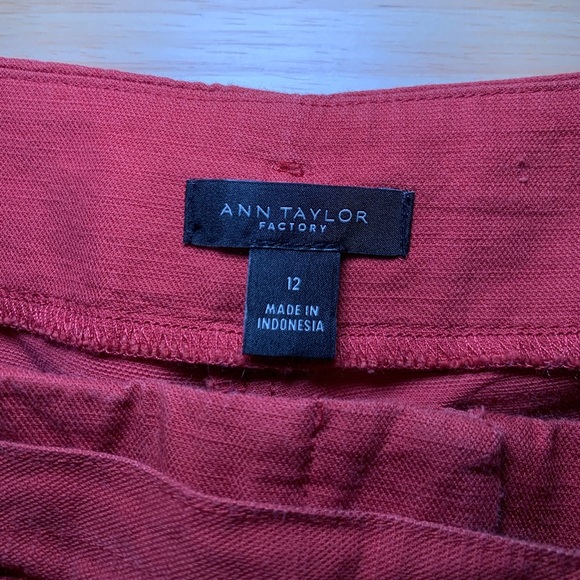 ANN TAYLOR
FACTORY
12
MADE IN
INDONESIA